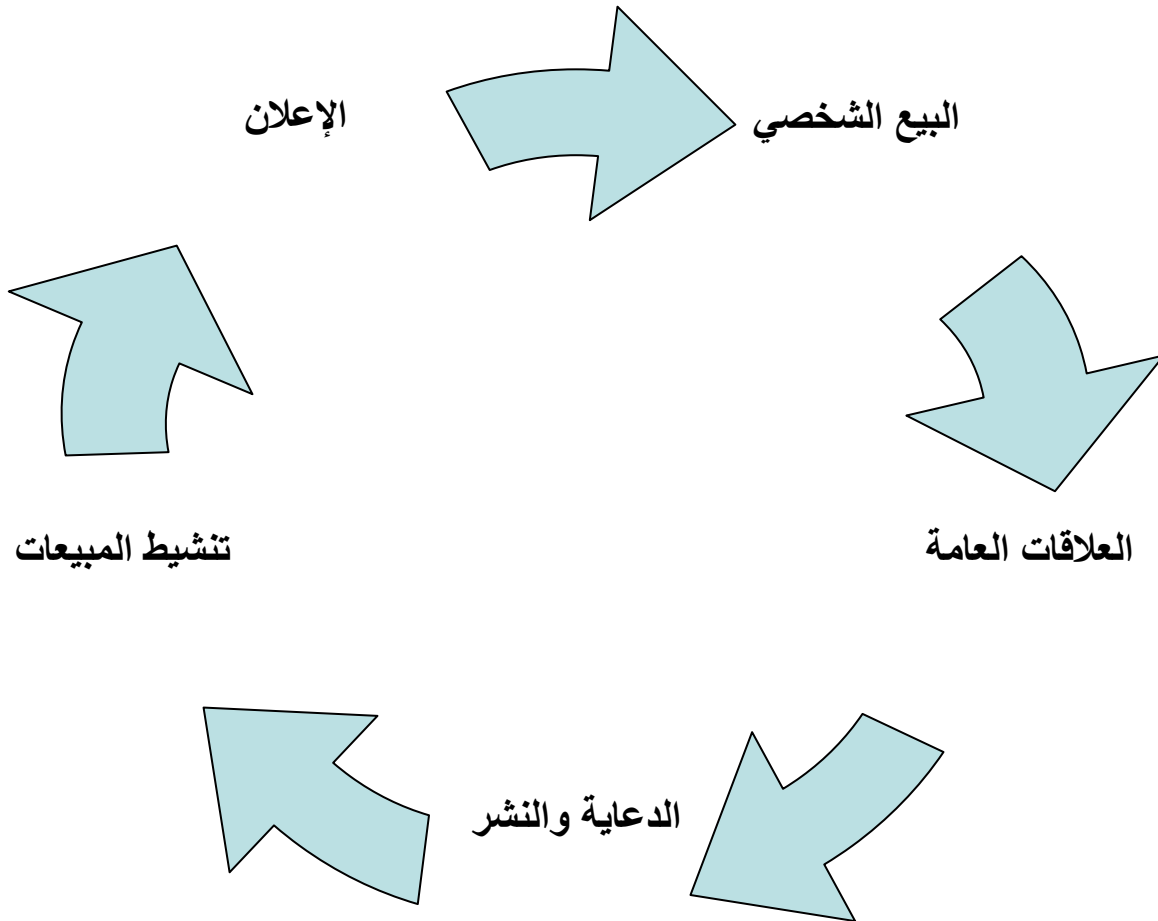 الإعلان
البيع الشخصي
العلاقات العامة
الدعاية والنشر
تنشيط المبيعات